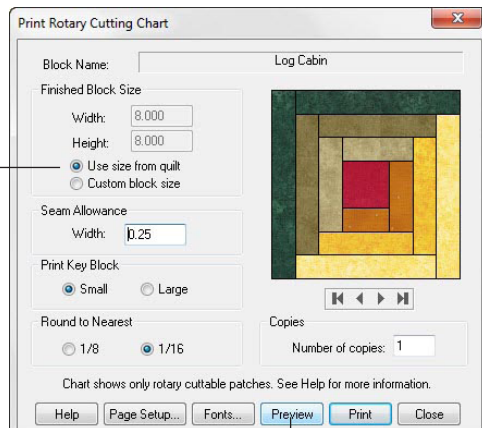 Print Rotary Cutting Chart
Block Name: Log Cabin
Finished Block Size
Width: 8.000
Height: 8.000
Use size from quilt
Custom block size
Seam Allowance
Width: 0.25
Print Key Block
Small Large
Round to Nearest
1/8 1/16
Copies
Number of copies: 1
Chart shows only rotary cuttable patches. See Help for more information.
Help Page Setup... Fonts... Preview Print Close